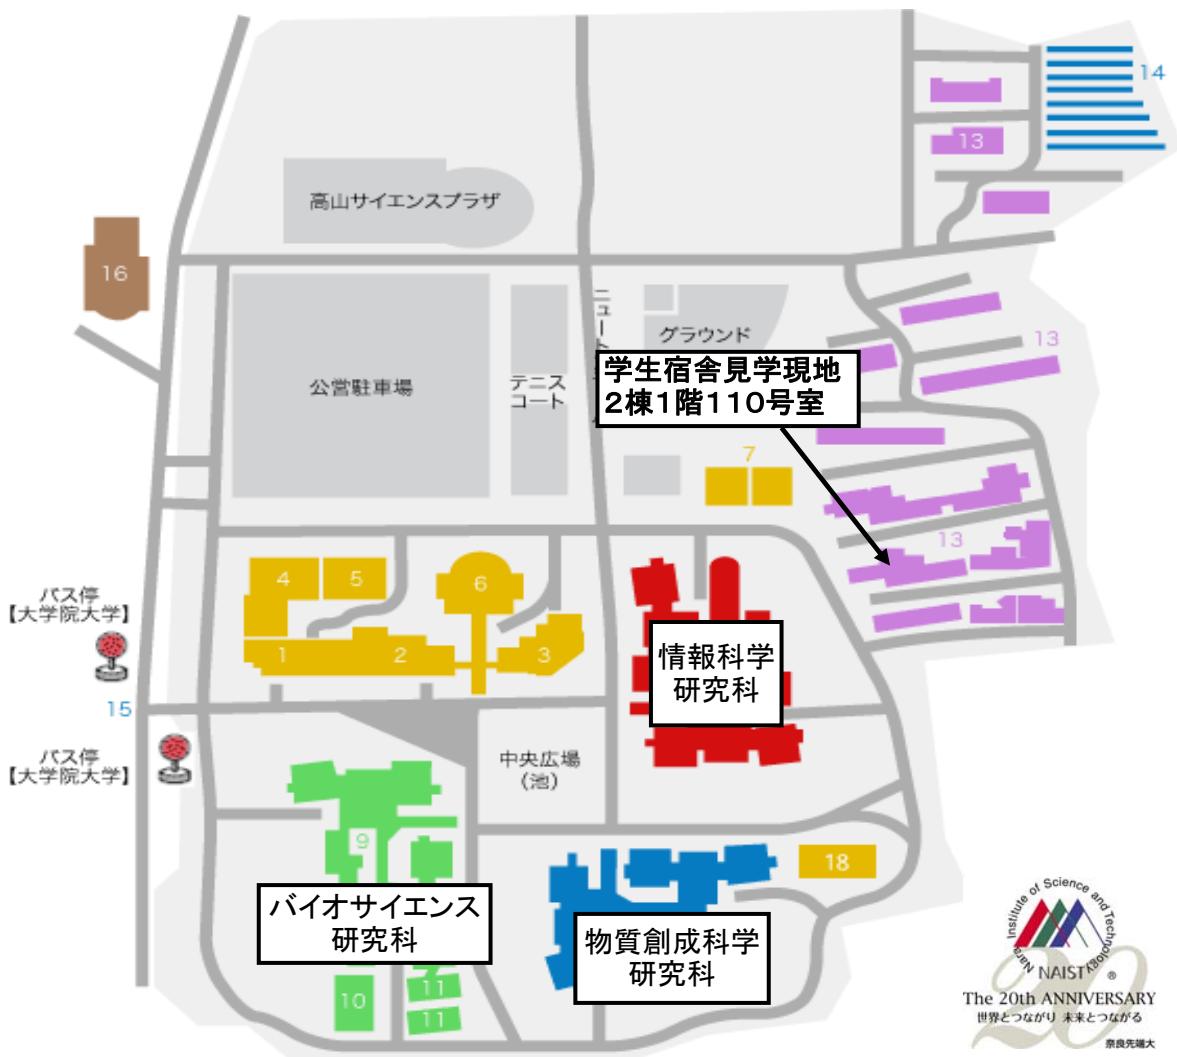 14
13
高山サイエンスプラザ
16
グラウンド
13
公営駐車場
テニス
コート
学生宿舎見学現地
2棟1階110号室
7
13
4
5
6
バス停
【大学院大学】
1
2
3
情報科学
研究科
15
バス停
【大学院大学】
中央広場
(池)
9
18
バイオサイエンス
研究科
物質創成科学
研究科
10
11
11
Nara Institute of Science and Technology
NAIST
®
20
The 20th ANNIVERSARY
世界とつながり 未来とつながる
奈良先端大